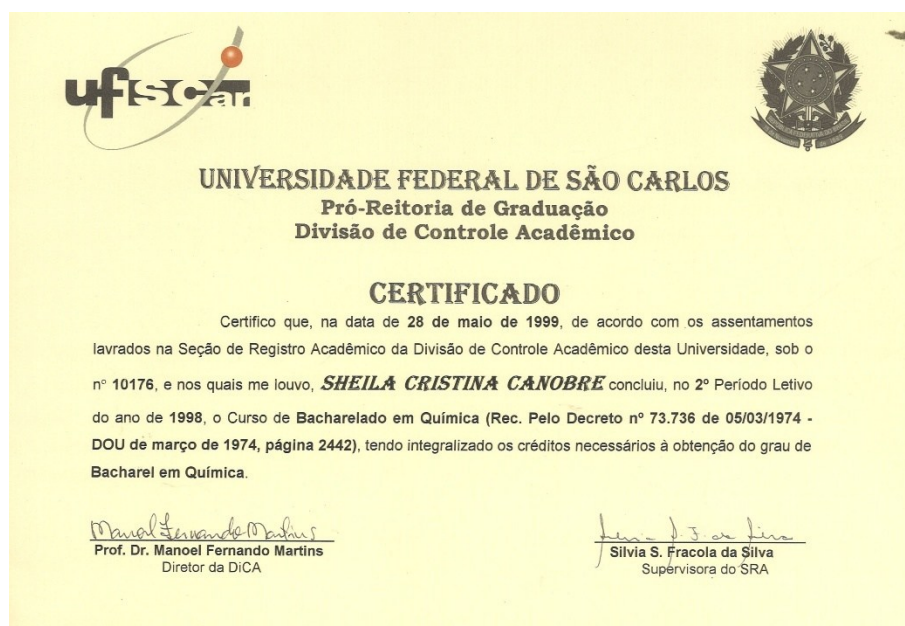 ufscar
UNIVERSIDADE FEDERAL DE SÃO CARLOS
Pró-Reitoria de Graduação
Divisão de Controle Acadêmico
CERTIFICADO
Certifico que, na data de 28 de maio de 1999, de acordo com os assentamentos
lavrados na Seção de Registro Acadêmico da Divisão de Controle Acadêmico desta Universidade, sob o
nº 10176, e nos quais me louvo, SHEILA CRISTINA CANOBRE concluiu, no 2º Período Letivo
do ano de 1998, o Curso de Bacharelado em Química (Rec. Pelo Decreto nº 73.736 de 05/03/1974 -
DOU de março de 1974, página 2442), tendo integralizado os créditos necessários à obtenção do grau de
Bacharel em Química.
Manoel Fernando Martins
Prof. Dr. Manoel Fernando Martins
Diretor da DiCA
Silvia S. Fracola da Silva
Supervisora do SRA